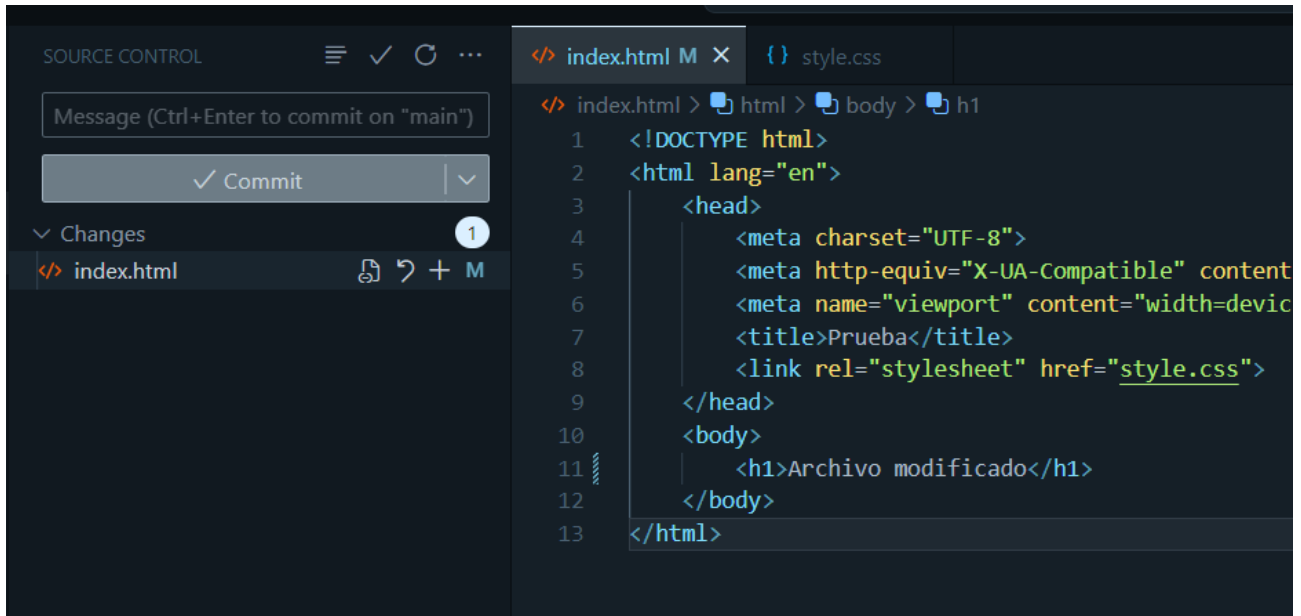 SOURCE CONTROL
Message (Ctrl+Enter to commit on "main")
Commit
Changes 1
index.html M
index.html M
style.css
index.html > html > body > h1
1 <!DOCTYPE html>
2 <html lang="en">
3 <head>
4 <meta charset="UTF-8">
5 <meta http-equiv="X-UA-Compatible" content
6 <meta name="viewport" content="width=devic
7 <title>Prueba</title>
8 <link rel="stylesheet" href="style.css">
9 </head>
10 <body>
11 <h1>Archivo modificado</h1>
12 </body>
13 </html>